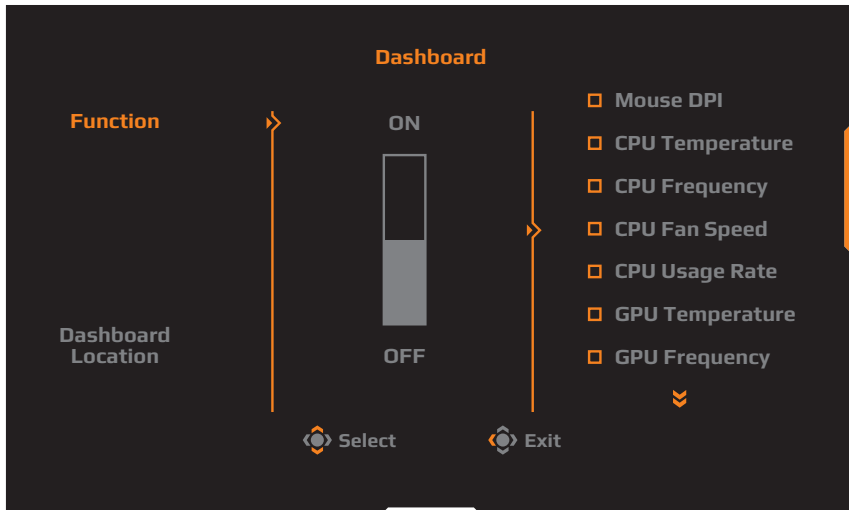 Dashboard
Function
Dashboard
Location
ON
OFF
Mouse DPI
CPU Temperature
CPU Frequency
CPU Fan Speed
CPU Usage Rate
GPU Temperature
GPU Frequency
Select
Exit